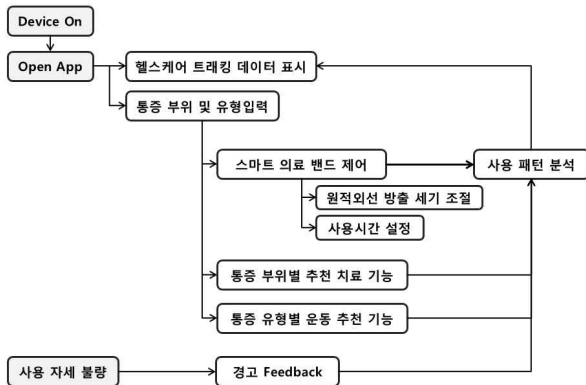 Device On
Open App
헬스케어 트래킹 데이터 표시
통증 부위 및 유형입력
스마트 의료 밴드 제어
사용 패턴 분석
원적외선 방출 세기 조절
사용시간 설정
통증 부위별 추천 치료 기능
통증 유형별 운동 추천 기능
사용 자세 불량
경고 Feedback